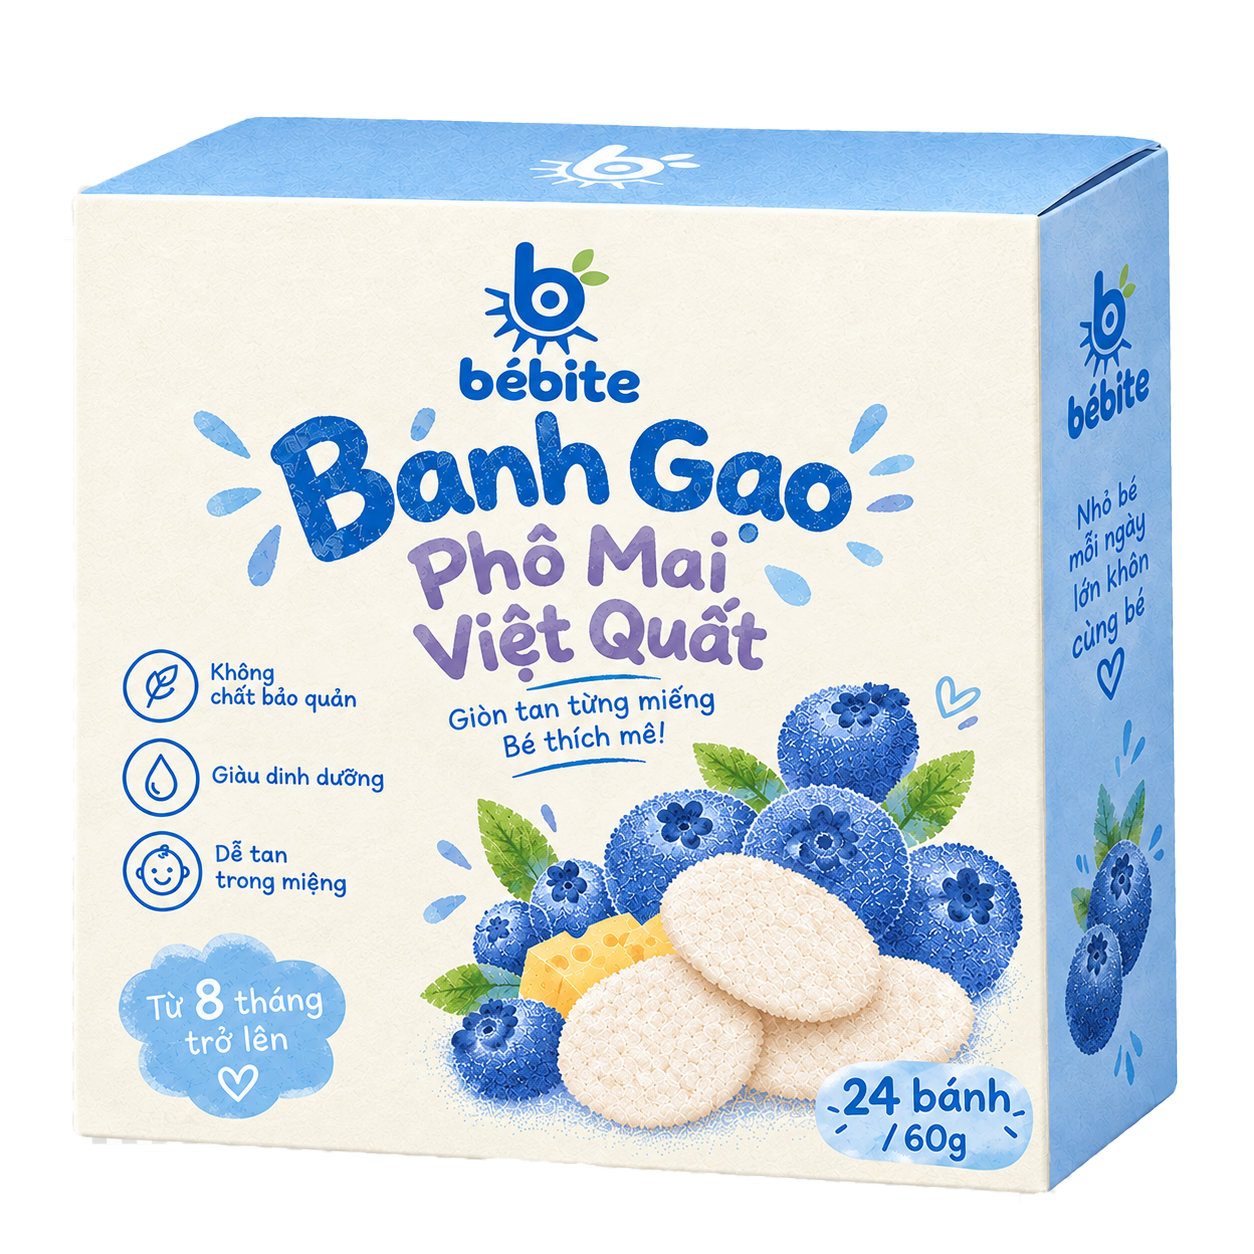 bébite
Bánh Gạo
Phô Mai
Việt Quất
Giòn tan từng miếng
Bé thích mê!
Không
chất bảo quản
Giàu dinh dưỡng
Dễ tan
trong miệng
Từ 8 tháng
trở lên
24 bánh
/ 60g
bébite
Nhỏ bé
mỗi ngày
lớn khôn
cùng bé